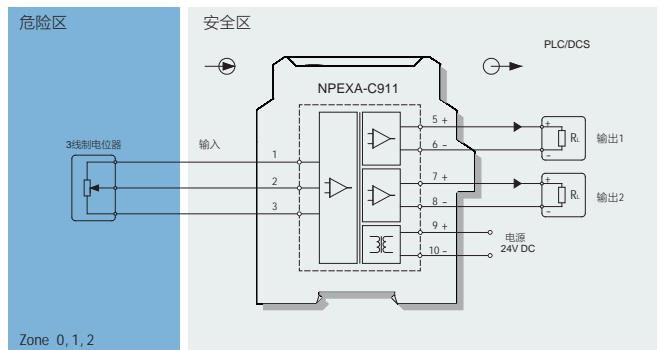 危险区
安全区
PLC/DCS
NPEXA-C911
3线制电位器
输入
1
2
3
5 +
6 −
7 +
8 −
9 +
10 −
+
RL
−
输出1
+
RL
−
输出2
电源
24V DC
Zone 0, 1, 2